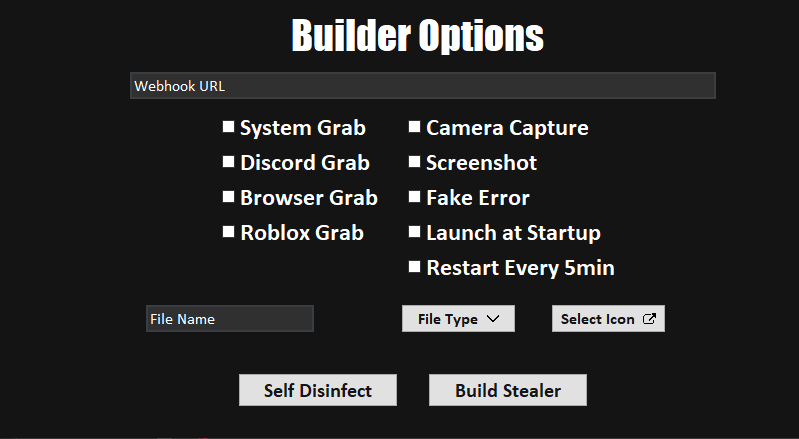 Builder Options
Webhook URL
System Grab
Camera Capture
Discord Grab
Screenshot
Browser Grab
Fake Error
Roblox Grab
Launch at Startup
Restart Every 5min
File Name
File Type
Select Icon
Self Disinfect
Build Stealer